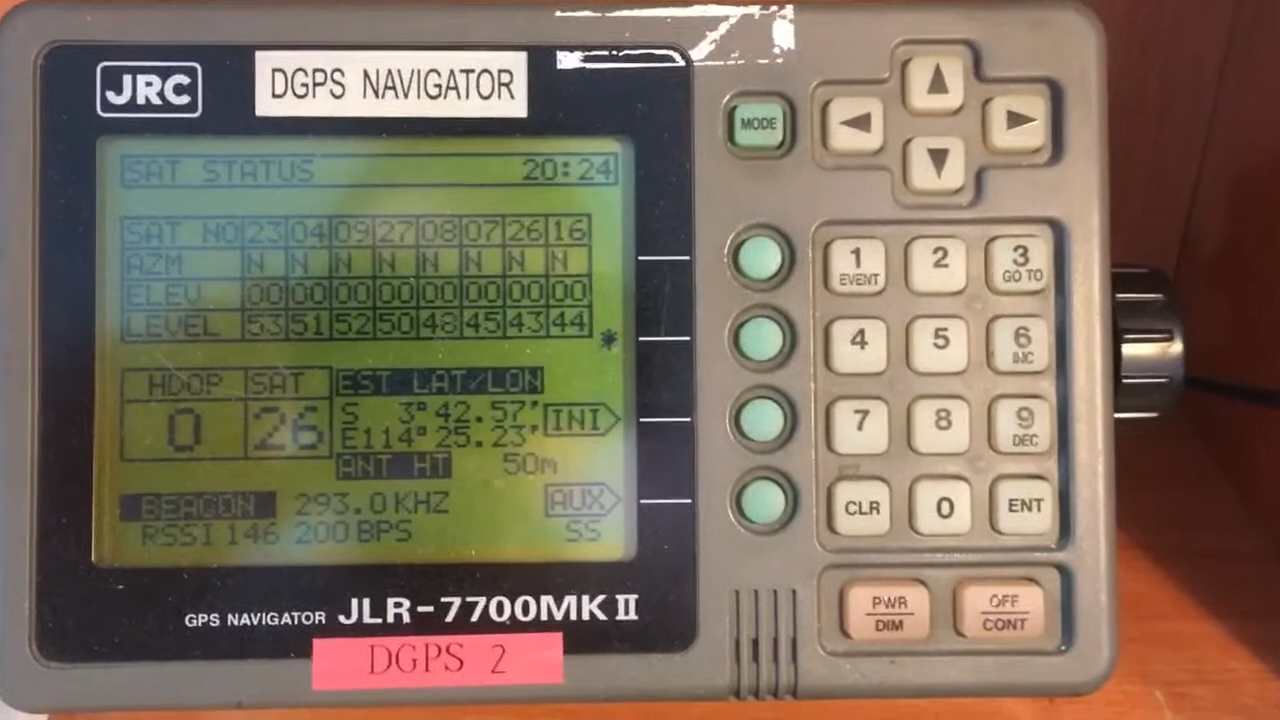 JRC
DGPS NAVIGATOR
SAT STATUS 20:24
SAT NO 23 04 09 27 08 07 26 16
AZM N N N N N N N N
ELEV 00 00 00 00 00 00 00 00
LEVEL 53 51 52 50 48 45 43 44
*
HDOP SAT EST LAT/LON
0 26
S 3° 42.57'
E114° 25.23'
INI
ANT HT 50m
BEACON 293.0KHZ AUX
RSSI 146 200BPS SS
GPS NAVIGATOR JLR-7700MKⅡ
DGPS 2
MODE
1 EVENT 2 3 GO TO
4 5 6 INC
7 8 9 DEC
CLR 0 ENT
PWR OFF
DIM CONT